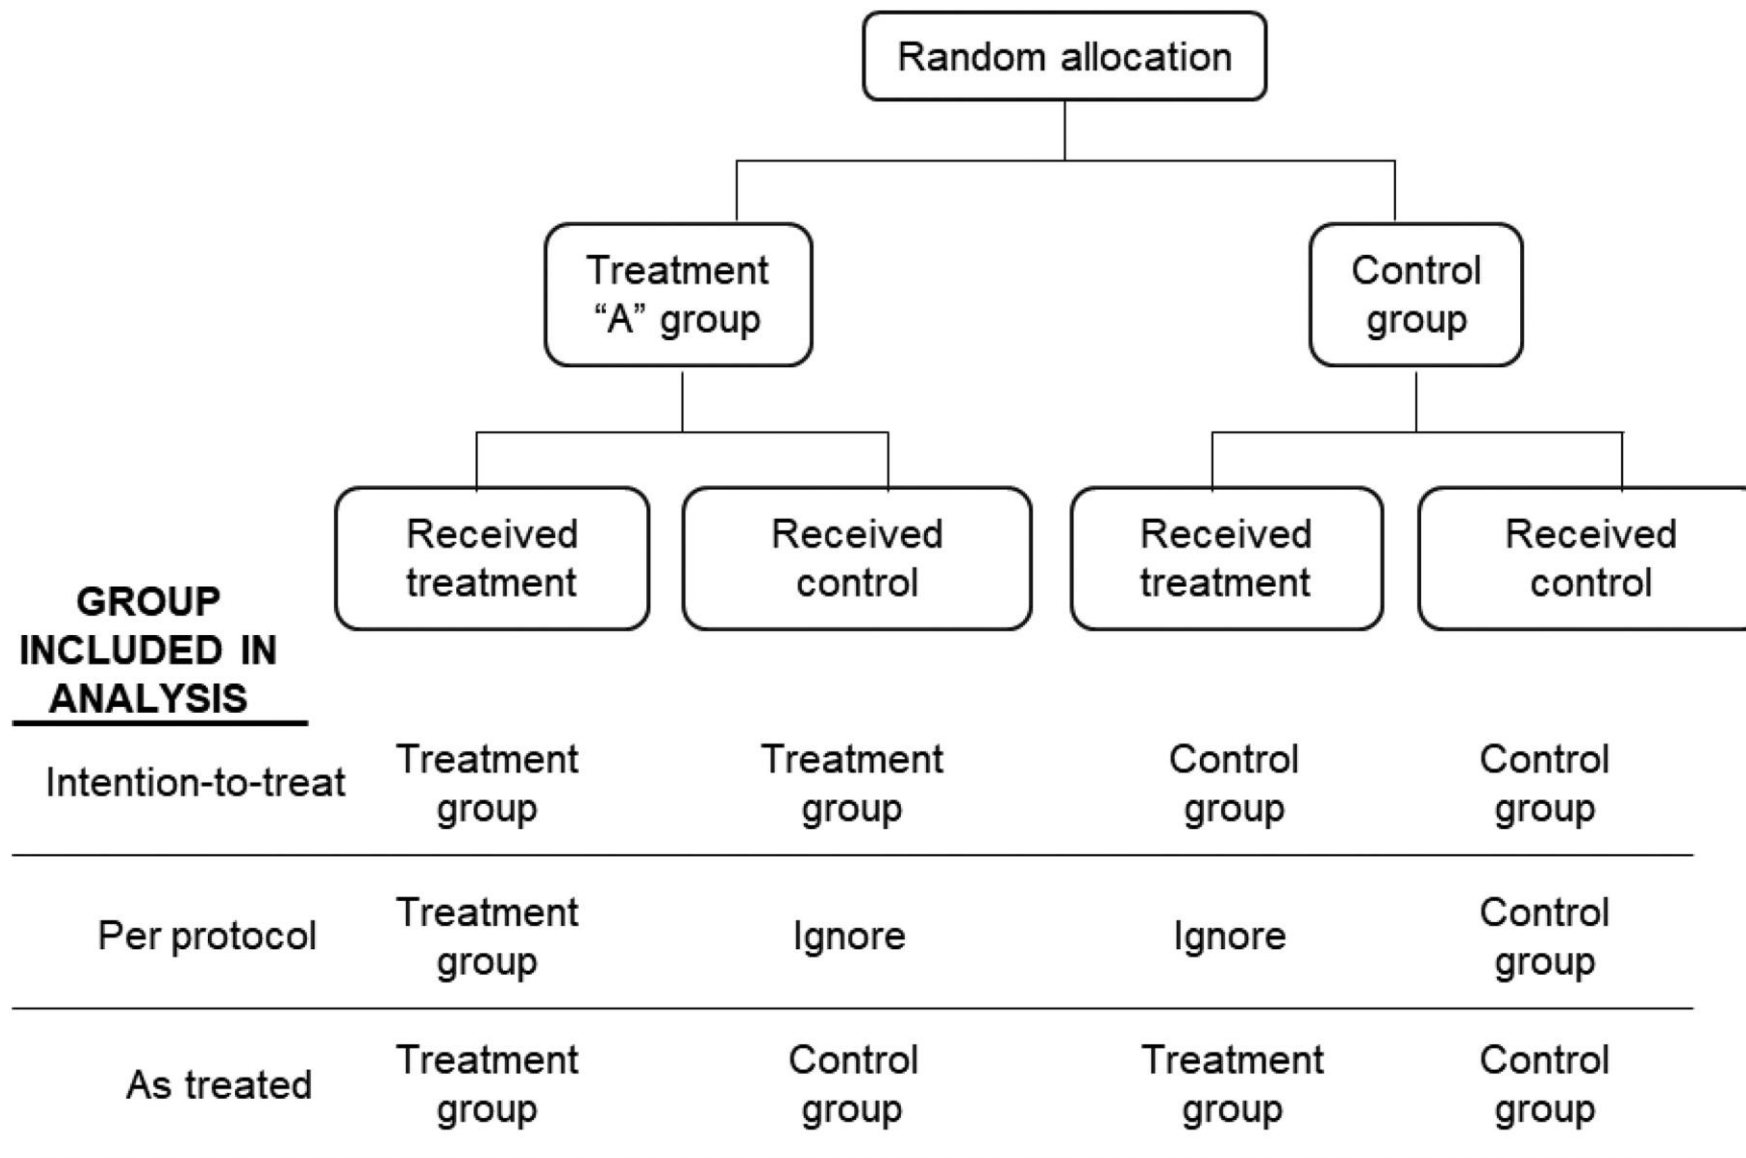 Random allocation
Treatment
“A” group
Control
group
Received
treatment
Received
control
Received
treatment
Received
control
GROUP
INCLUDED IN
ANALYSIS
Intention-to-treat
Treatment
group
Treatment
group
Control
group
Control
group
Per protocol
Treatment
group
Ignore
Ignore
Control
group
As treated
Treatment
group
Control
group
Treatment
group
Control
group